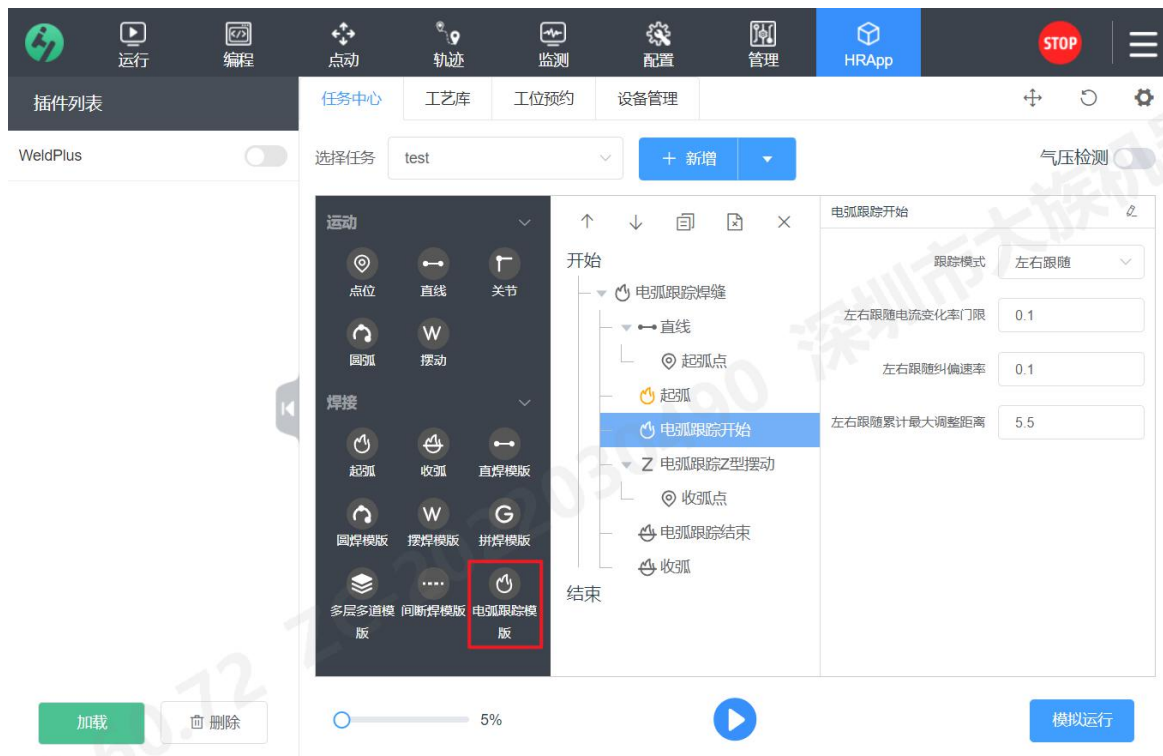 运行
编程
点动
轨迹
监测
配置
管理
HRApp
STOP
插件列表
任务中心
工艺库
工位预约
设备管理
WeldPlus
选择任务
test
+ 新增
气压检测
运动
点位
直线
关节
圆弧
W
摆动
焊接
起弧
收弧
直焊模版
圆焊模版
W
摆焊模版
G
拼焊模版
多层多道模
版
间断焊模版
电弧跟踪模
版
开始
电弧跟踪焊缝
直线
起弧点
起弧
电弧跟踪开始
Z 电弧跟踪Z型摆动
收弧点
电弧跟踪结束
收弧
结束
电弧跟踪开始
跟踪模式
左右跟随
左右跟随电流变化率门限
0.1
左右跟随纠偏速率
0.1
左右跟随累计最大调整距离
5.5
加载
删除
5%
模拟运行